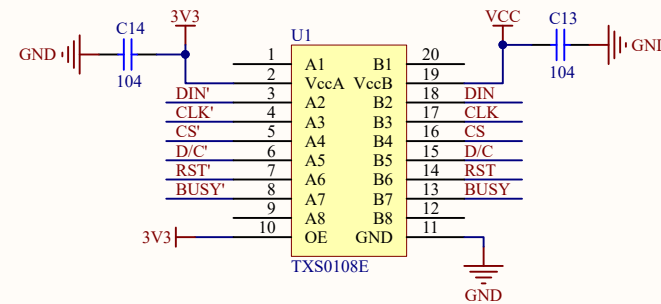 C14
3V3
VCC
C13
GND
U1
GND
104
104
1 A1 B1 20
2 VccA VccB 19
DIN' 3 A2 B2 18 DIN
CLK' 4 A3 B3 17 CLK
CS' 5 A4 B4 16 CS
D/C' 6 A5 B5 15 D/C
RST' 7 A6 B6 14 RST
BUSY' 8 A7 B7 13 BUSY
9 A8 B8 12
3V3 10 OE GND 11
TXS0108E
GND